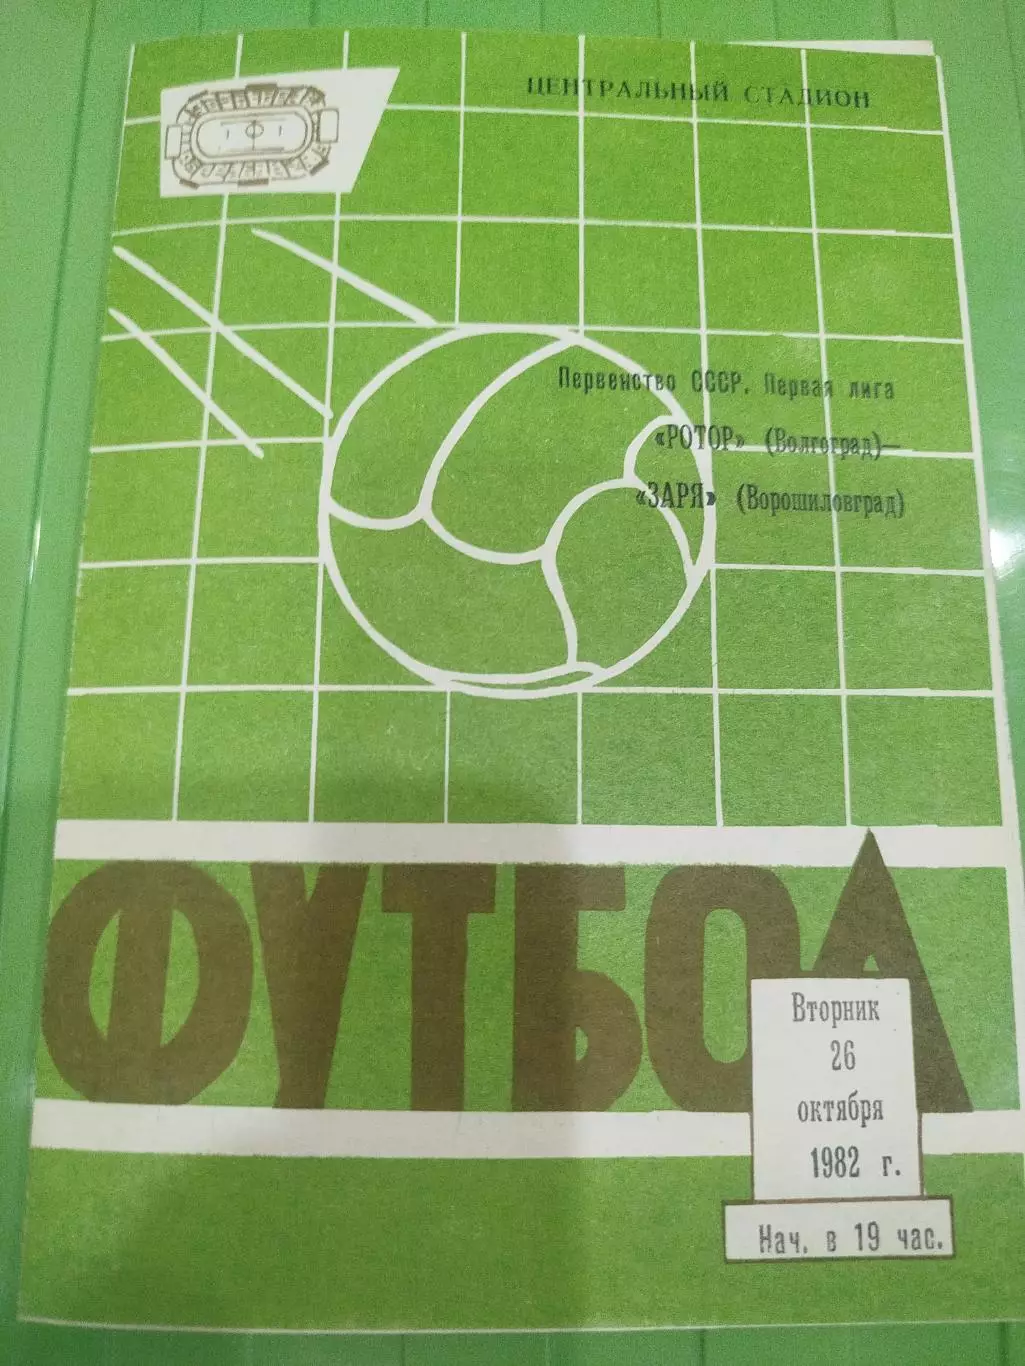 ЦЕНТРАЛЬНЫЙ СТАДИОН
Первенство СССР. Первая лига
«РОТОР» (Волгоград)—
«ЗАРЯ» (Ворошиловград)
ФУТБОЛ
Вторник
26
октября
1982 г.
Нач. в 19 час.